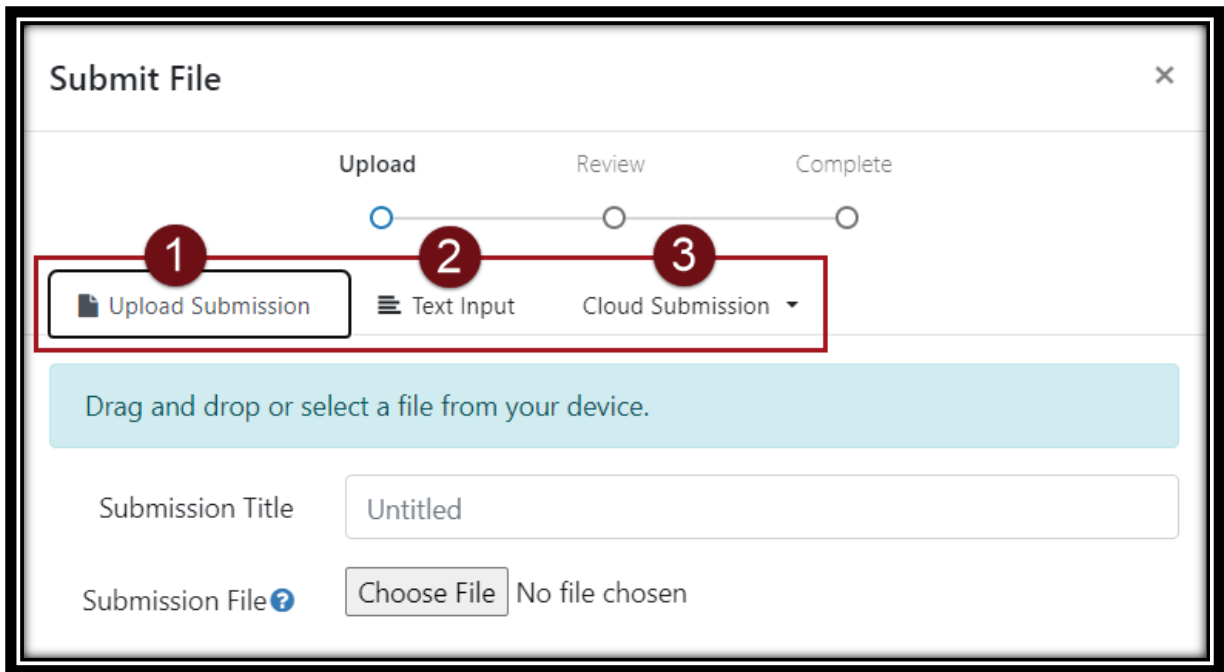 Submit File ×
Upload Review Complete
1 2 3
Upload Submission Text Input Cloud Submission
Drag and drop or select a file from your device.
Submission Title Untitled
Submission File ? Choose File No file chosen